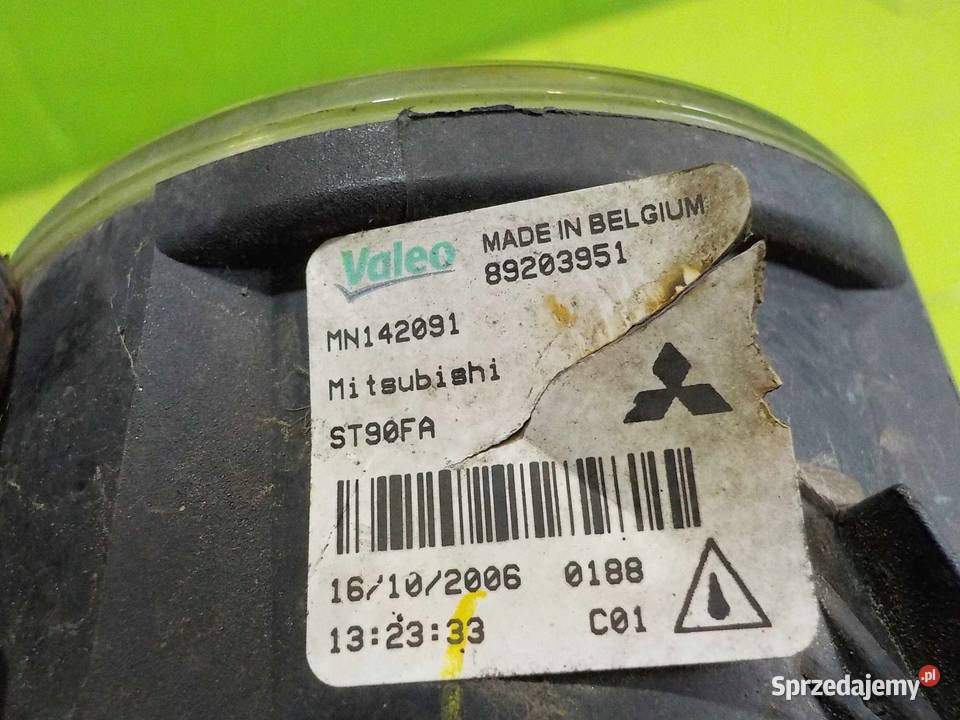 Valeo
MADE IN BELGIUM
89203951
MN142091
Mitsubishi
ST90FA
16/10/2006 0188
13:23:33 C01
Sprzedajemy.pl